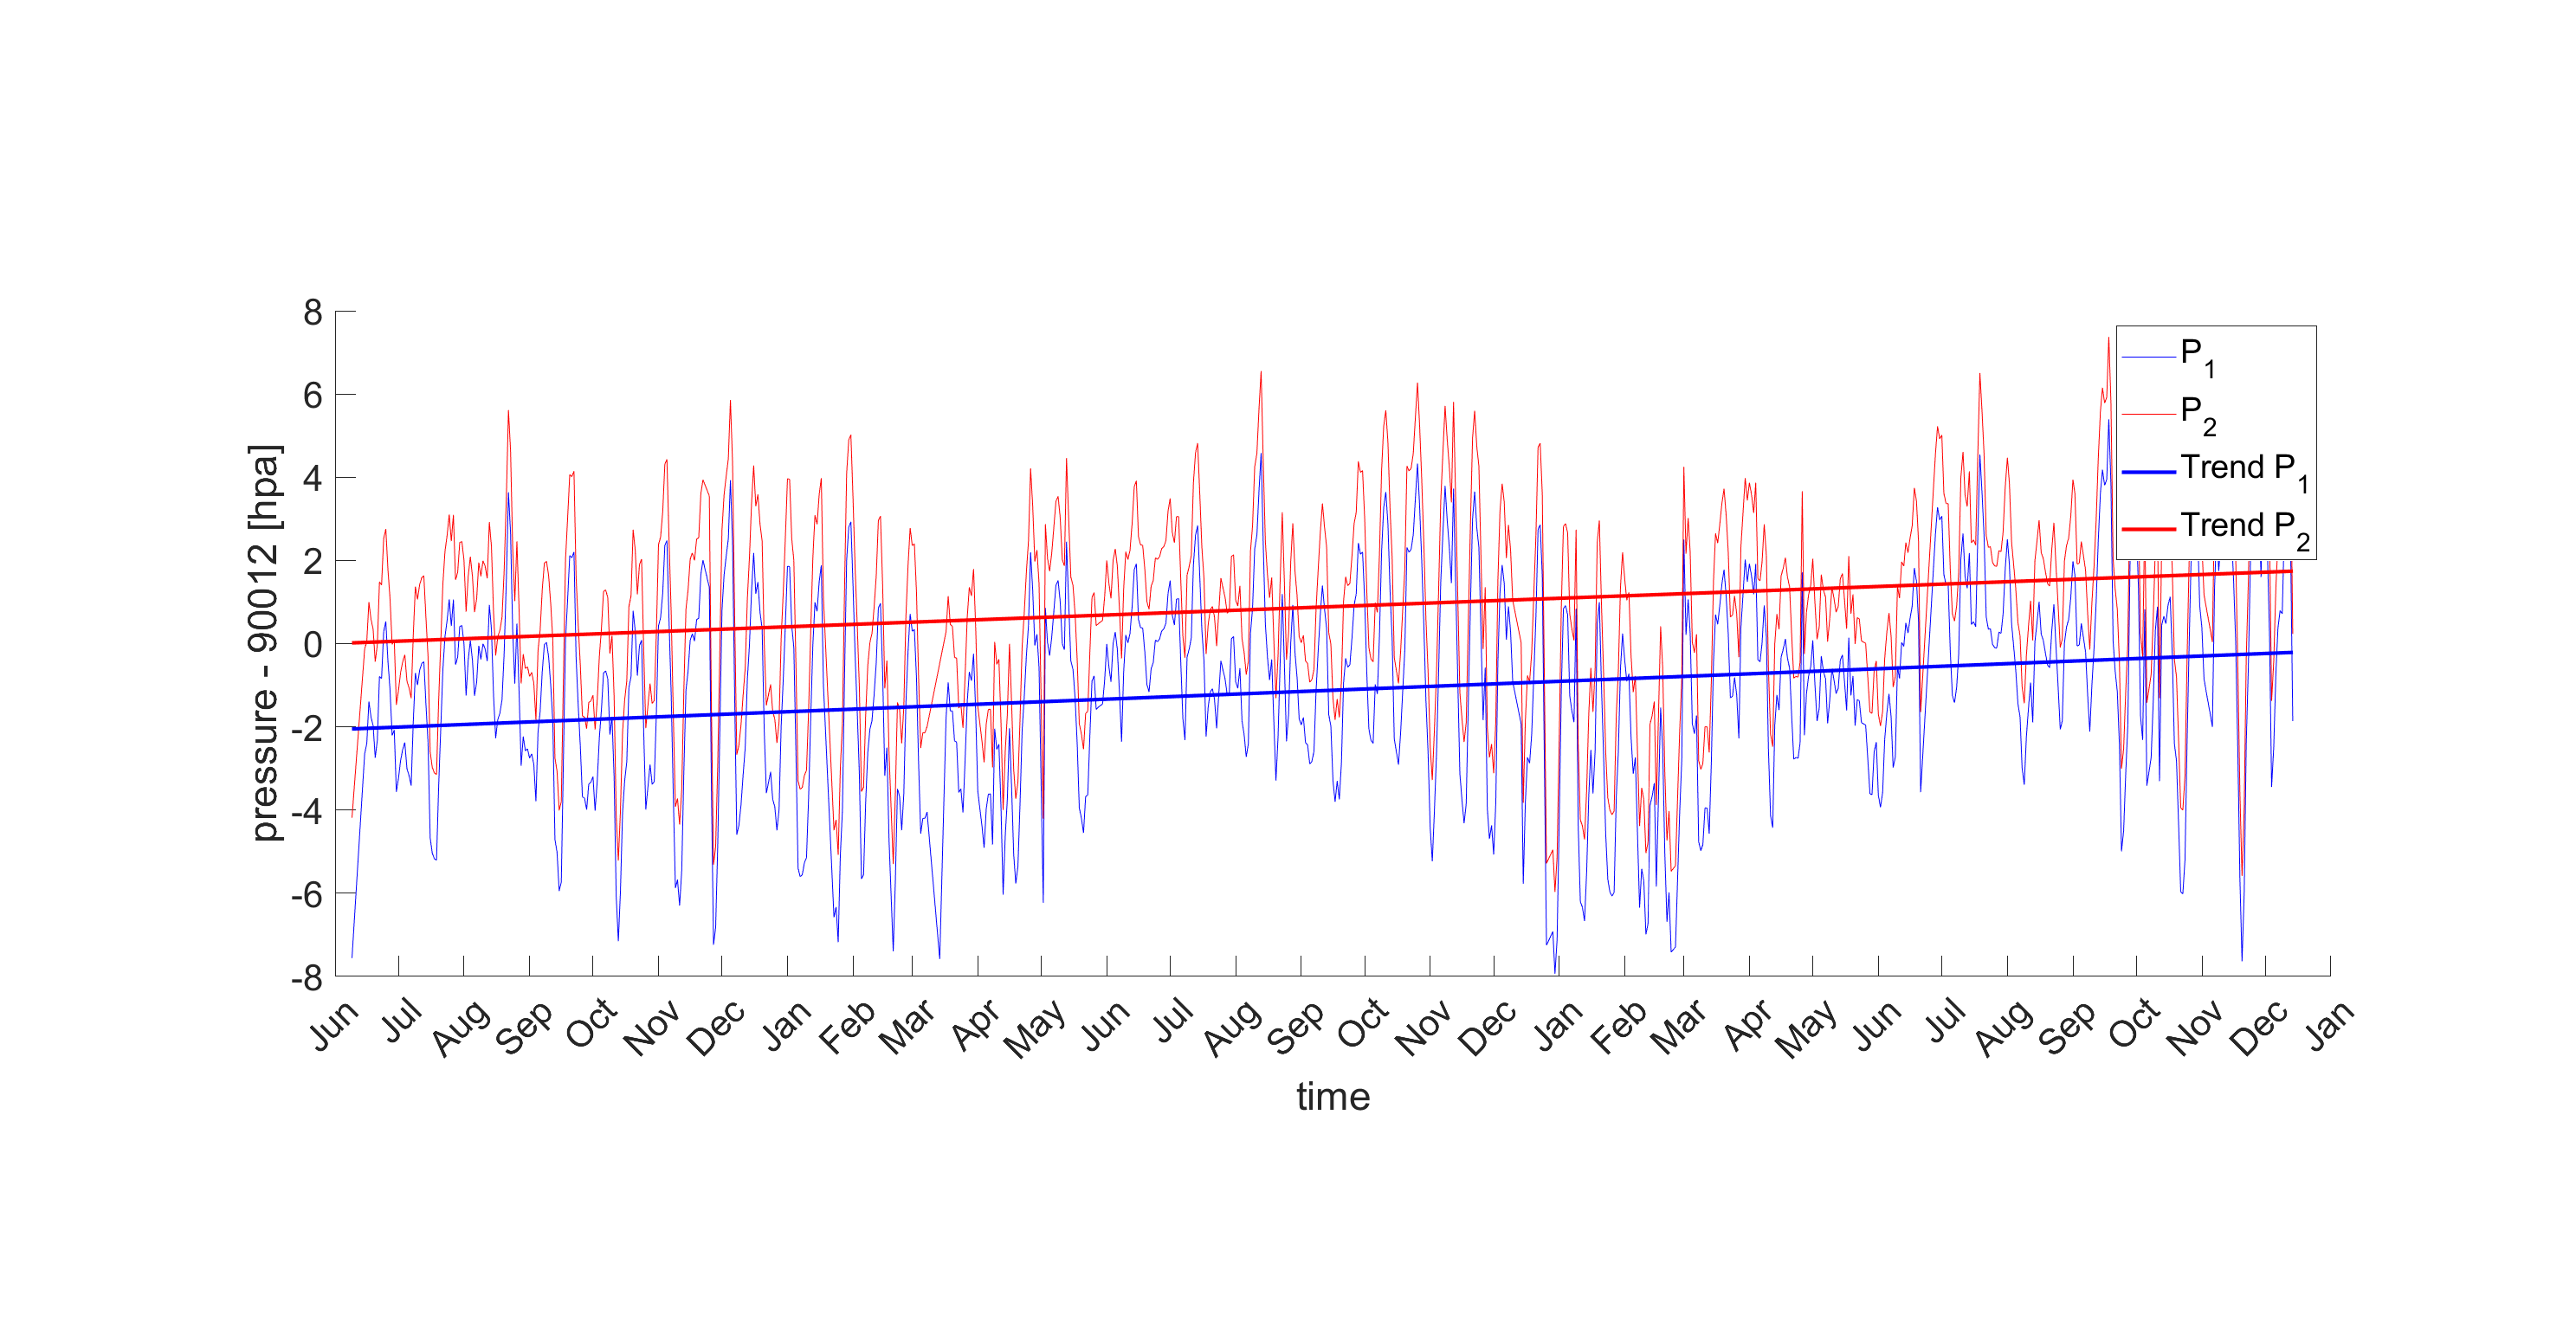 8
6
4
2
0
-2
-4
-6
-8
pressure - 90012 [hpa]
P1
P2
Trend P1
Trend P2
Jun Jul Aug Sep Oct Nov Dec Jan Feb Mar Apr May Jun Jul Aug Sep Oct Nov Dec Jan Feb Mar Apr May Jun Jul Aug Sep Oct Nov Dec Jan
time